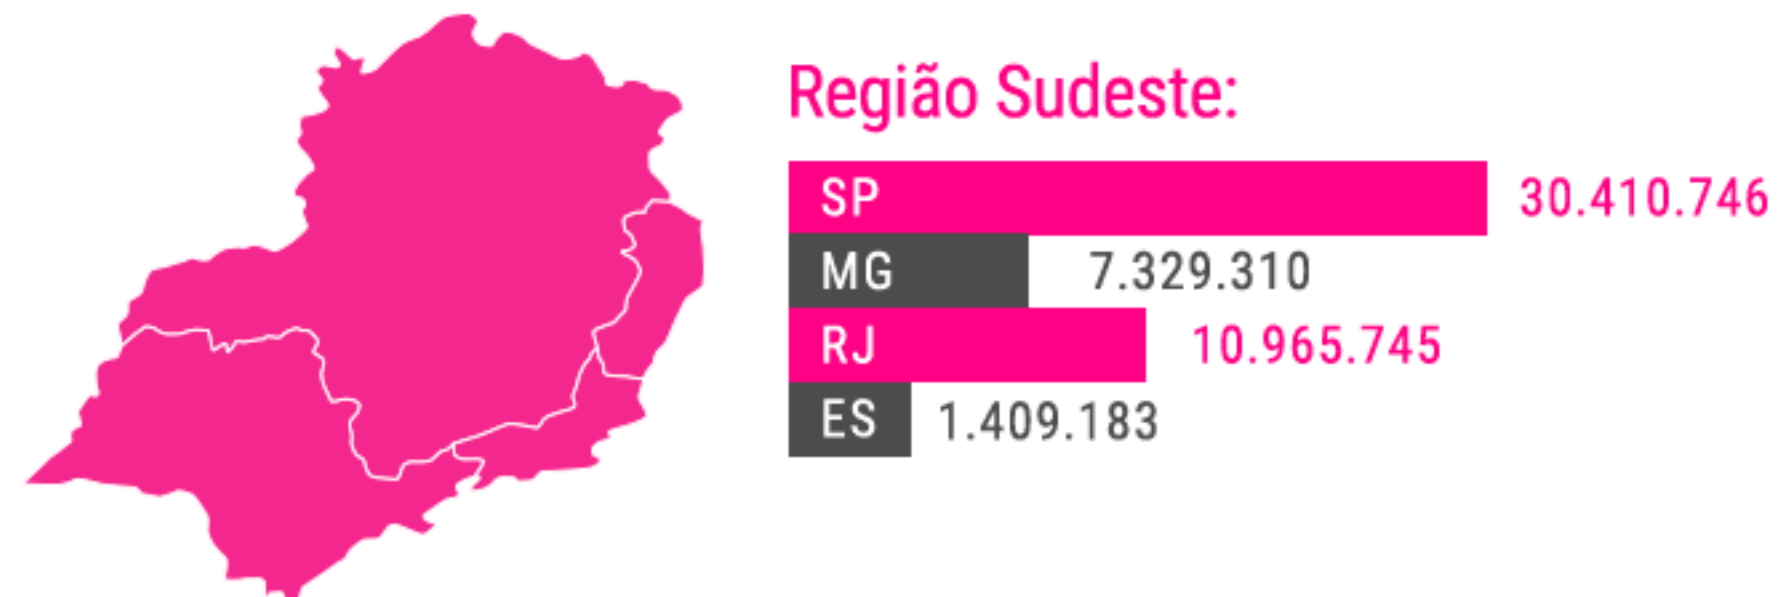 Região Sudeste:
SP 30.410.746
MG 7.329.310
RJ 10.965.745
ES 1.409.183